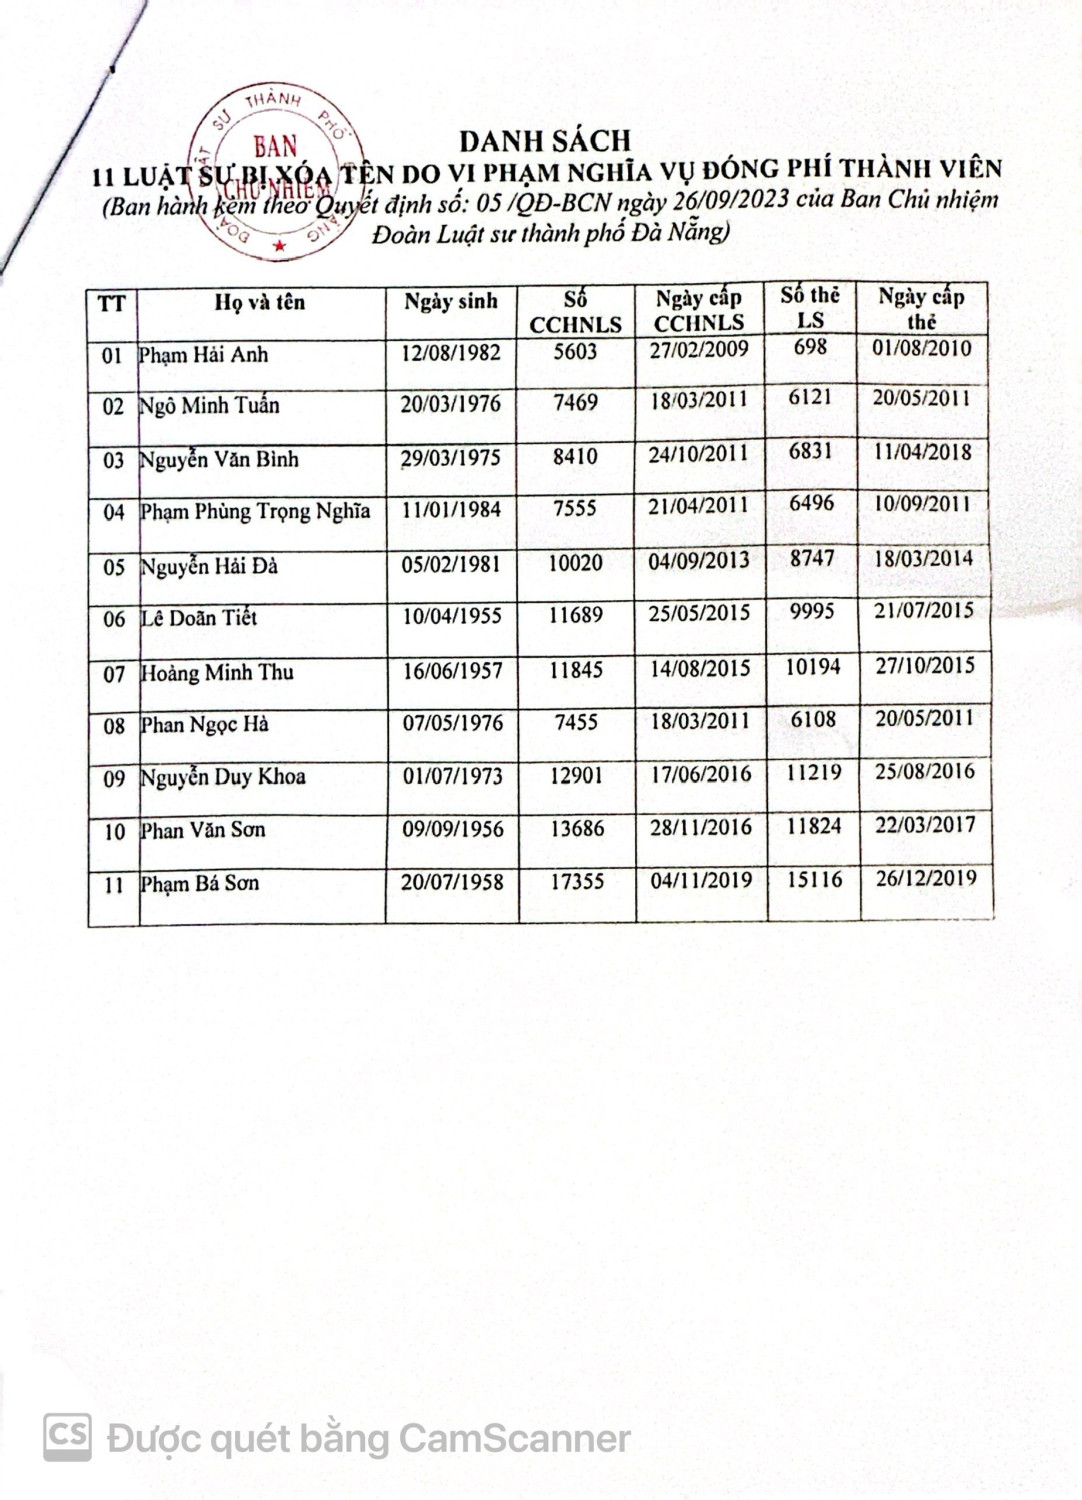 DANH SÁCH
11 LUẬT SƯ BỊ XÓA TÊN DO VI PHẠM NGHĨA VỤ ĐÓNG PHÍ THÀNH VIÊN
(Ban hành kèm theo Quyết định số: 05 /QĐ-BCN ngày 26/09/2023 của Ban Chủ nhiệm
Đoàn Luật sư thành phố Đà Nẵng)
ĐOÀN LUẬT SƯ THÀNH PHỐ ĐÀ NẴNG
BAN
CHỦ NHIỆM
TT Họ và tên Ngày sinh Số CCHNLS Ngày cấp CCHNLS Số thẻ LS Ngày cấp thẻ
01 Phạm Hải Anh 12/08/1982 5603 27/02/2009 698 01/08/2010
02 Ngô Minh Tuấn 20/03/1976 7469 18/03/2011 6121 20/05/2011
03 Nguyễn Văn Bình 29/03/1975 8410 24/10/2011 6831 11/04/2018
04 Phạm Phùng Trọng Nghĩa 11/01/1984 7555 21/04/2011 6496 10/09/2011
05 Nguyễn Hải Đà 05/02/1981 10020 04/09/2013 8747 18/03/2014
06 Lê Doãn Tiết 10/04/1955 11689 25/05/2015 9995 21/07/2015
07 Hoàng Minh Thu 16/06/1957 11845 14/08/2015 10194 27/10/2015
08 Phan Ngọc Hà 07/05/1976 7455 18/03/2011 6108 20/05/2011
09 Nguyễn Duy Khoa 01/07/1973 12901 17/06/2016 11219 25/08/2016
10 Phan Văn Sơn 09/09/1956 13686 28/11/2016 11824 22/03/2017
11 Phạm Bá Sơn 20/07/1958 17355 04/11/2019 15116 26/12/2019
CS Được quét bằng CamScanner